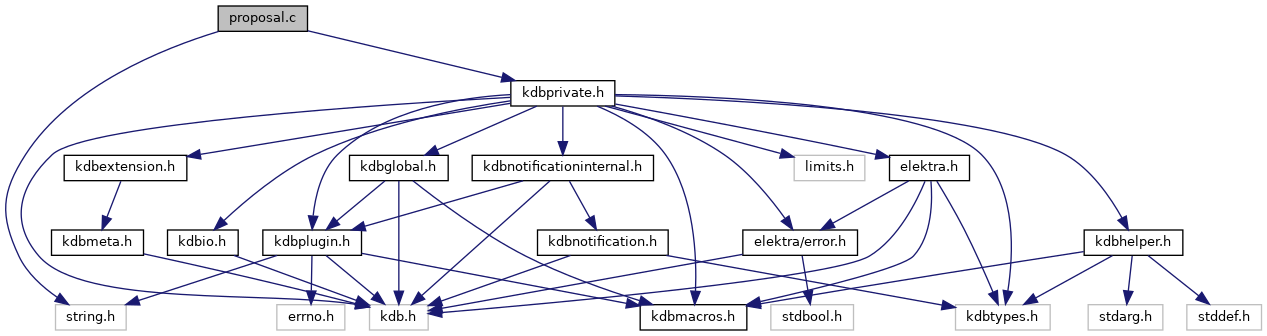 proposal.c
kdbprivate.h
kdbextension.h
kdbglobal.h
kdbnotificationinternal.h
limits.h
elektra.h
kdbmeta.h
kdbio.h
kdbplugin.h
kdbnotification.h
elektra/error.h
kdbhelper.h
string.h
errno.h
kdb.h
kdbmacros.h
stdbool.h
kdbtypes.h
stdarg.h
stddef.h